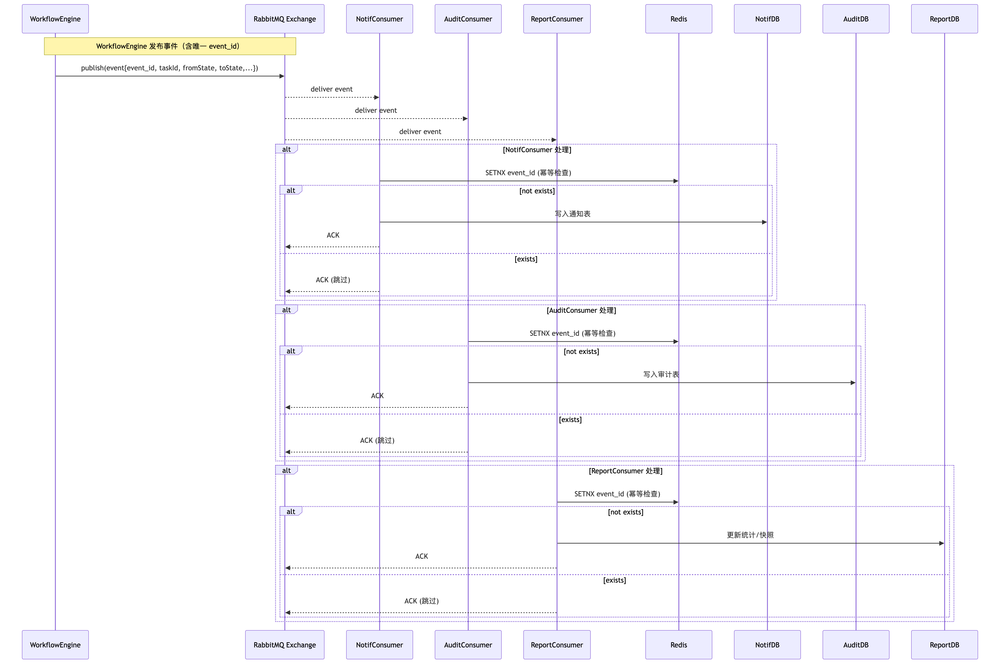 WorkflowEngine
RabbitMQ Exchange
NotifConsumer
AuditConsumer
ReportConsumer
Redis
NotifDB
AuditDB
ReportDB
WorkflowEngine 发布事件（含唯一 event_id）
publish(event{event_id, taskId, fromState, toState,...})
deliver event
deliver event
deliver event
alt
[NotifConsumer 处理]
SETNX event_id (幂等检查)
alt
[not exists]
写入通知表
ACK
[exists]
ACK (跳过)
alt
[AuditConsumer 处理]
SETNX event_id (幂等检查)
alt
[not exists]
写入审计表
ACK
[exists]
ACK (跳过)
alt
[ReportConsumer 处理]
SETNX event_id (幂等检查)
alt
[not exists]
更新统计/快照
ACK
[exists]
ACK (跳过)
WorkflowEngine
RabbitMQ Exchange
NotifConsumer
AuditConsumer
ReportConsumer
Redis
NotifDB
AuditDB
ReportDB